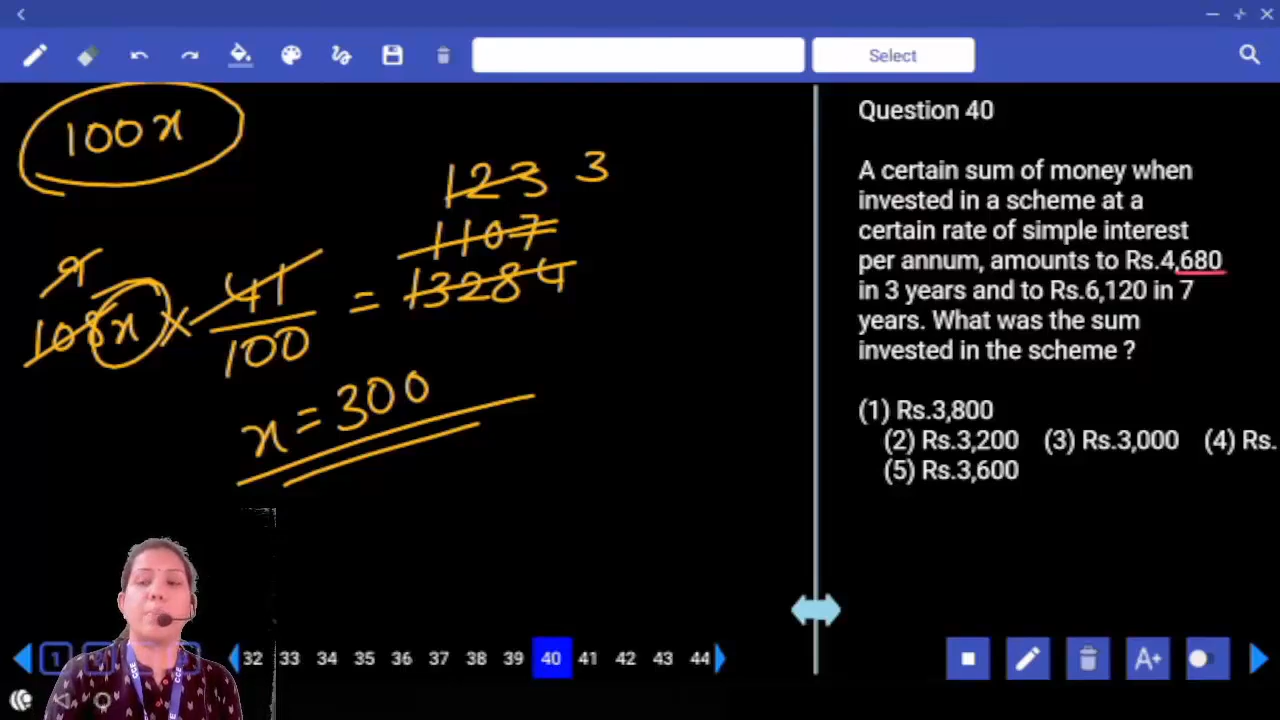 Select
100x
123 3
1107
9
108x × 41/100 = 13284
x = 300
Question 40
A certain sum of money when
invested in a scheme at a
certain rate of simple interest
per annum, amounts to Rs.4,680
in 3 years and to Rs.6,120 in 7
years. What was the sum
invested in the scheme ?
(1) Rs.3,800
(2) Rs.3,200 (3) Rs.3,000 (4) Rs.
(5) Rs.3,600
1
32 33 34 35 36 37 38 39 40 41 42 43 44
A+
CCE